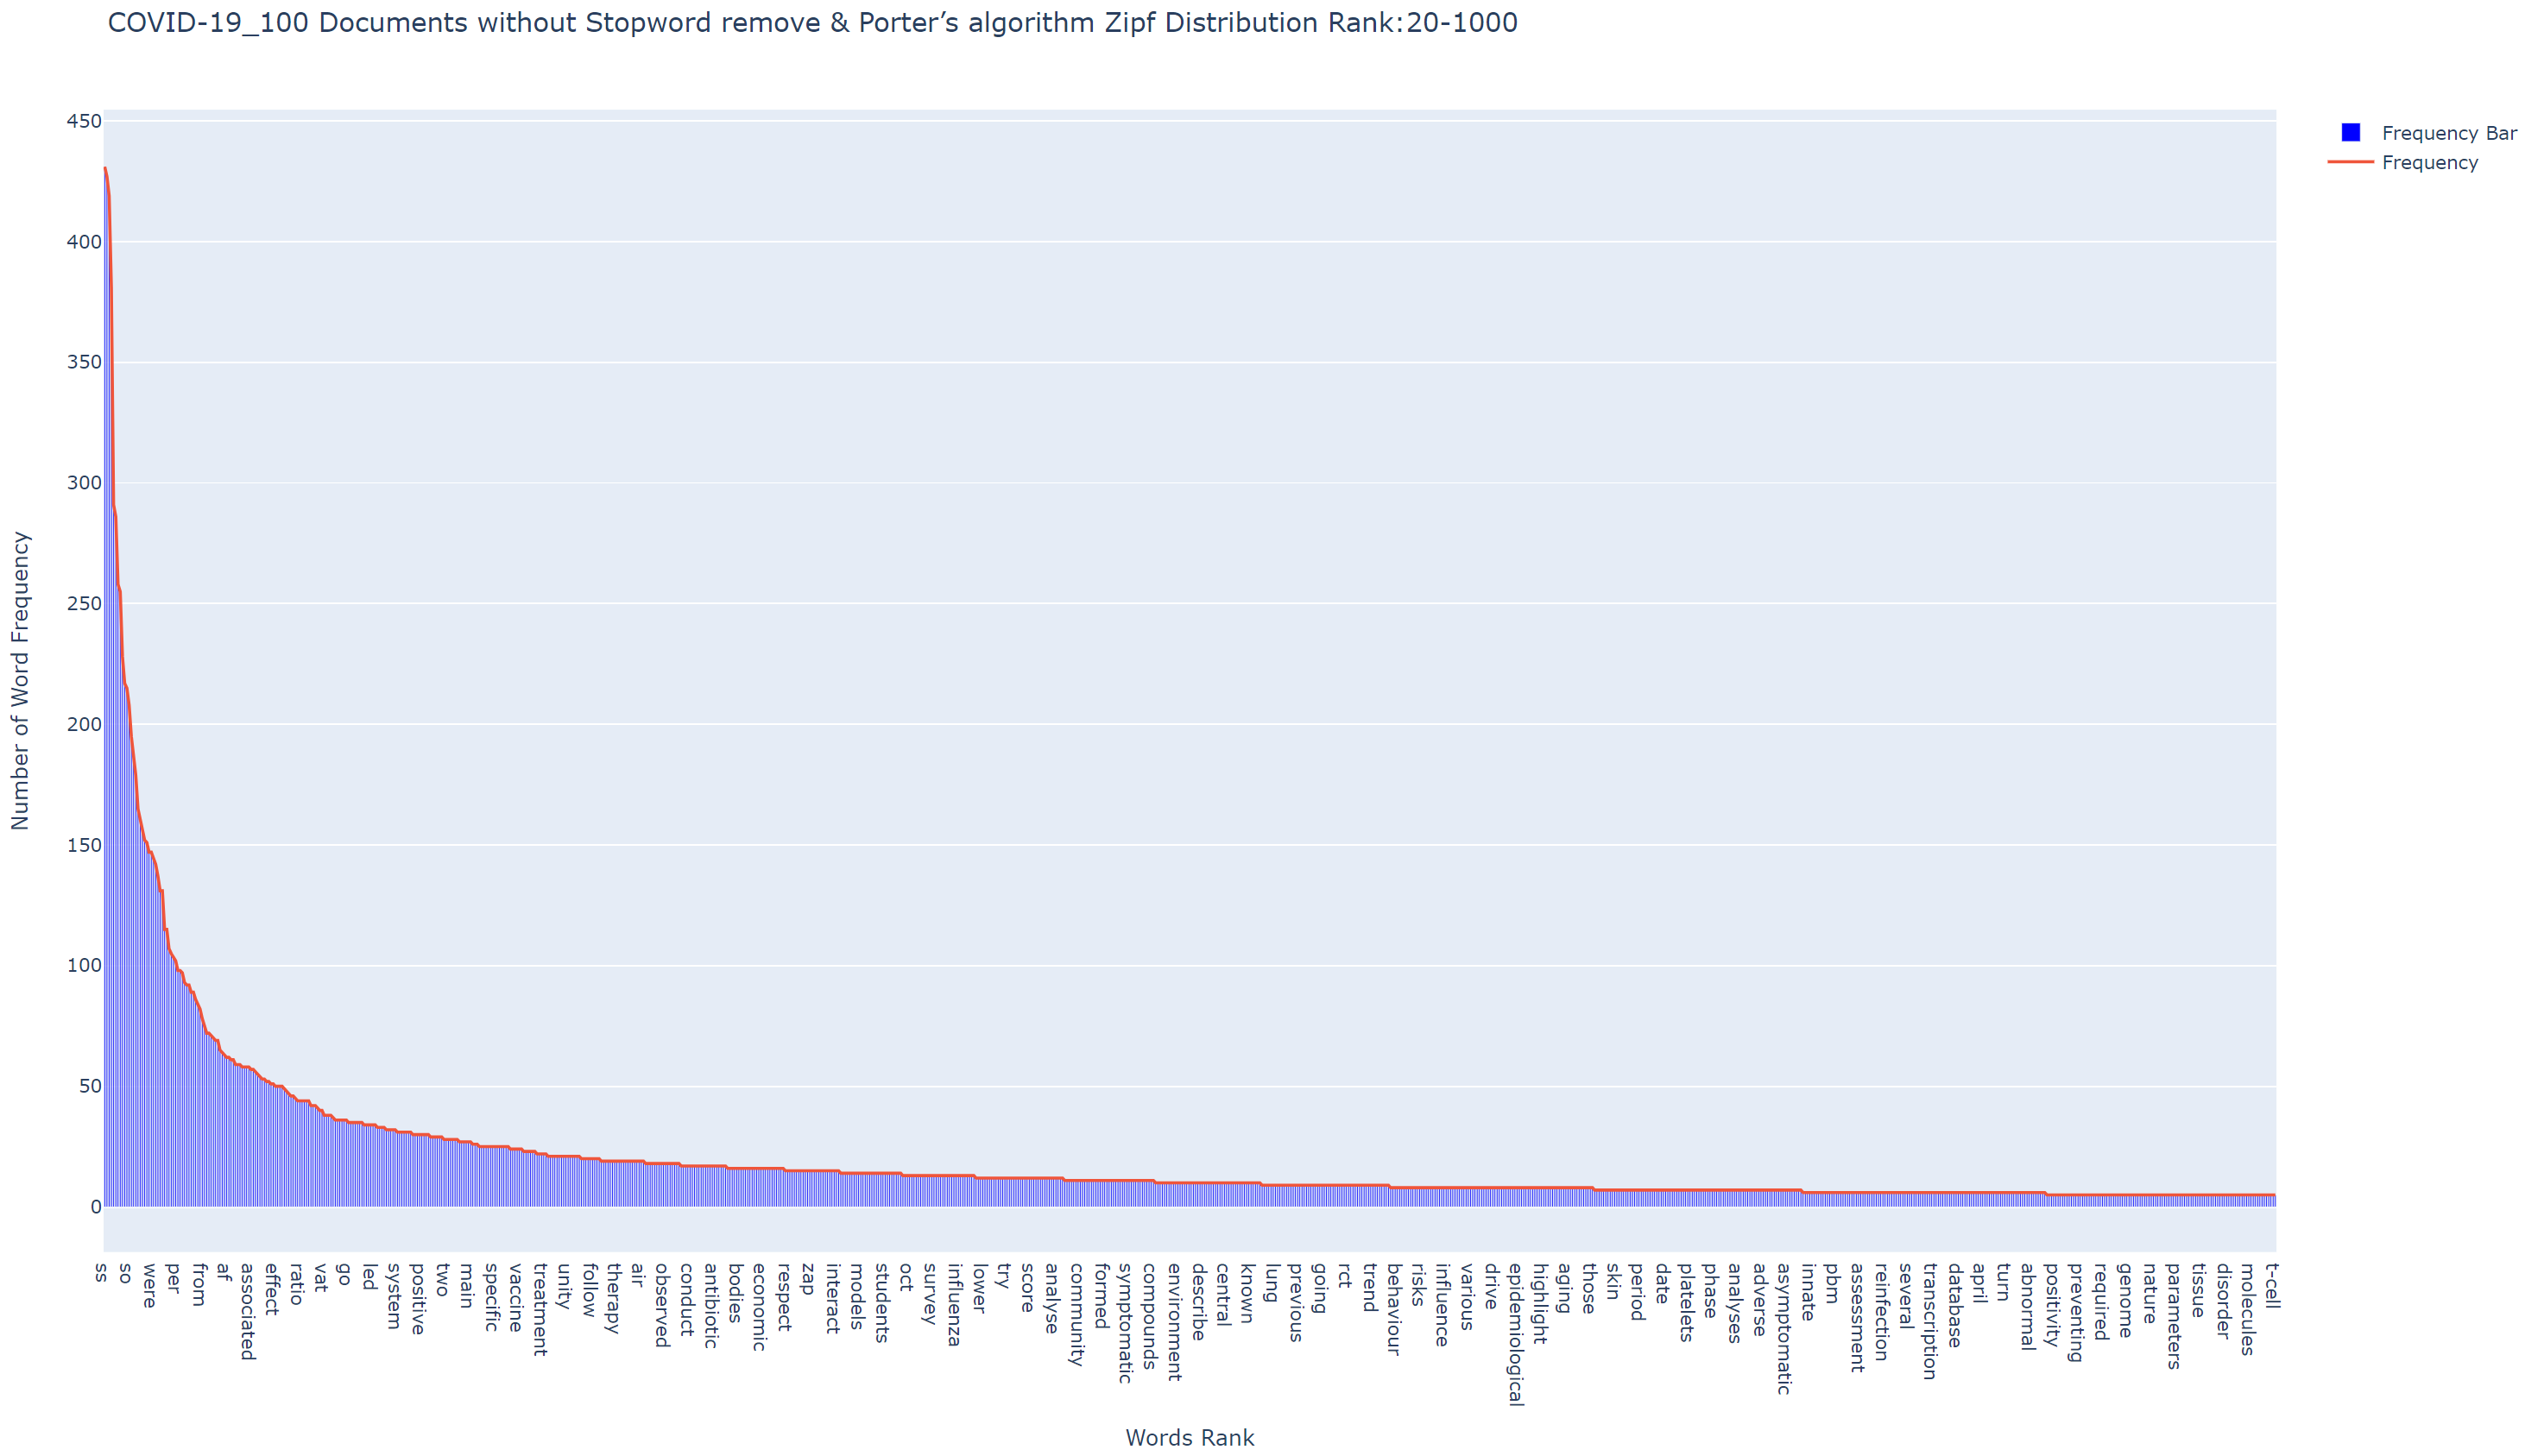 COVID-19_100 Documents without Stopword remove & Porter’s algorithm Zipf Distribution Rank:20-1000
Frequency Bar
Frequency
Number of Word Frequency
450
400
350
300
250
200
150
100
50
0
ss
so
were
per
from
af
associated
effect
ratio
vat
go
led
system
positive
two
main
specific
vaccine
treatment
unity
follow
therapy
air
observed
conduct
antibiotic
bodies
economic
respect
zap
interact
models
students
oct
survey
influenza
lower
try
score
analyse
community
formed
symptomatic
compounds
environment
describe
central
known
lung
previous
going
rct
trend
behaviour
risks
influence
various
drive
epidemiological
highlight
aging
those
skin
period
date
platelets
phase
analyses
adverse
asymptomatic
innate
pbm
assessment
reinfection
several
transcription
database
april
turn
abnormal
positivity
preventing
required
genome
nature
parameters
tissue
disorder
molecules
t-cell
Words Rank